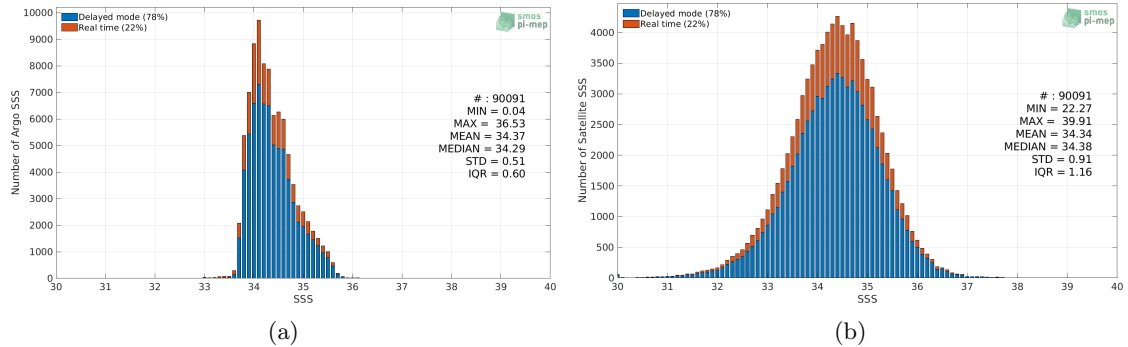 Delayed mode (78%)
Real time (22%)
smos
pi-mep
10000
9000
8000
7000
6000
5000
4000
3000
2000
1000
0
Number of Argo SSS
# : 90091
MIN = 0.04
MAX = 36.53
MEAN = 34.37
MEDIAN = 34.29
STD = 0.51
IQR = 0.60
30 31 32 33 34 35 36 37 38 39 40
SSS
(a)
Delayed mode (78%)
Real time (22%)
smos
pi-mep
4000
3500
3000
2500
2000
1500
1000
500
0
Number of Satellite SSS
# : 90091
MIN = 22.27
MAX = 39.91
MEAN = 34.34
MEDIAN = 34.38
STD = 0.91
IQR = 1.16
30 31 32 33 34 35 36 37 38 39 40
SSS
(b)